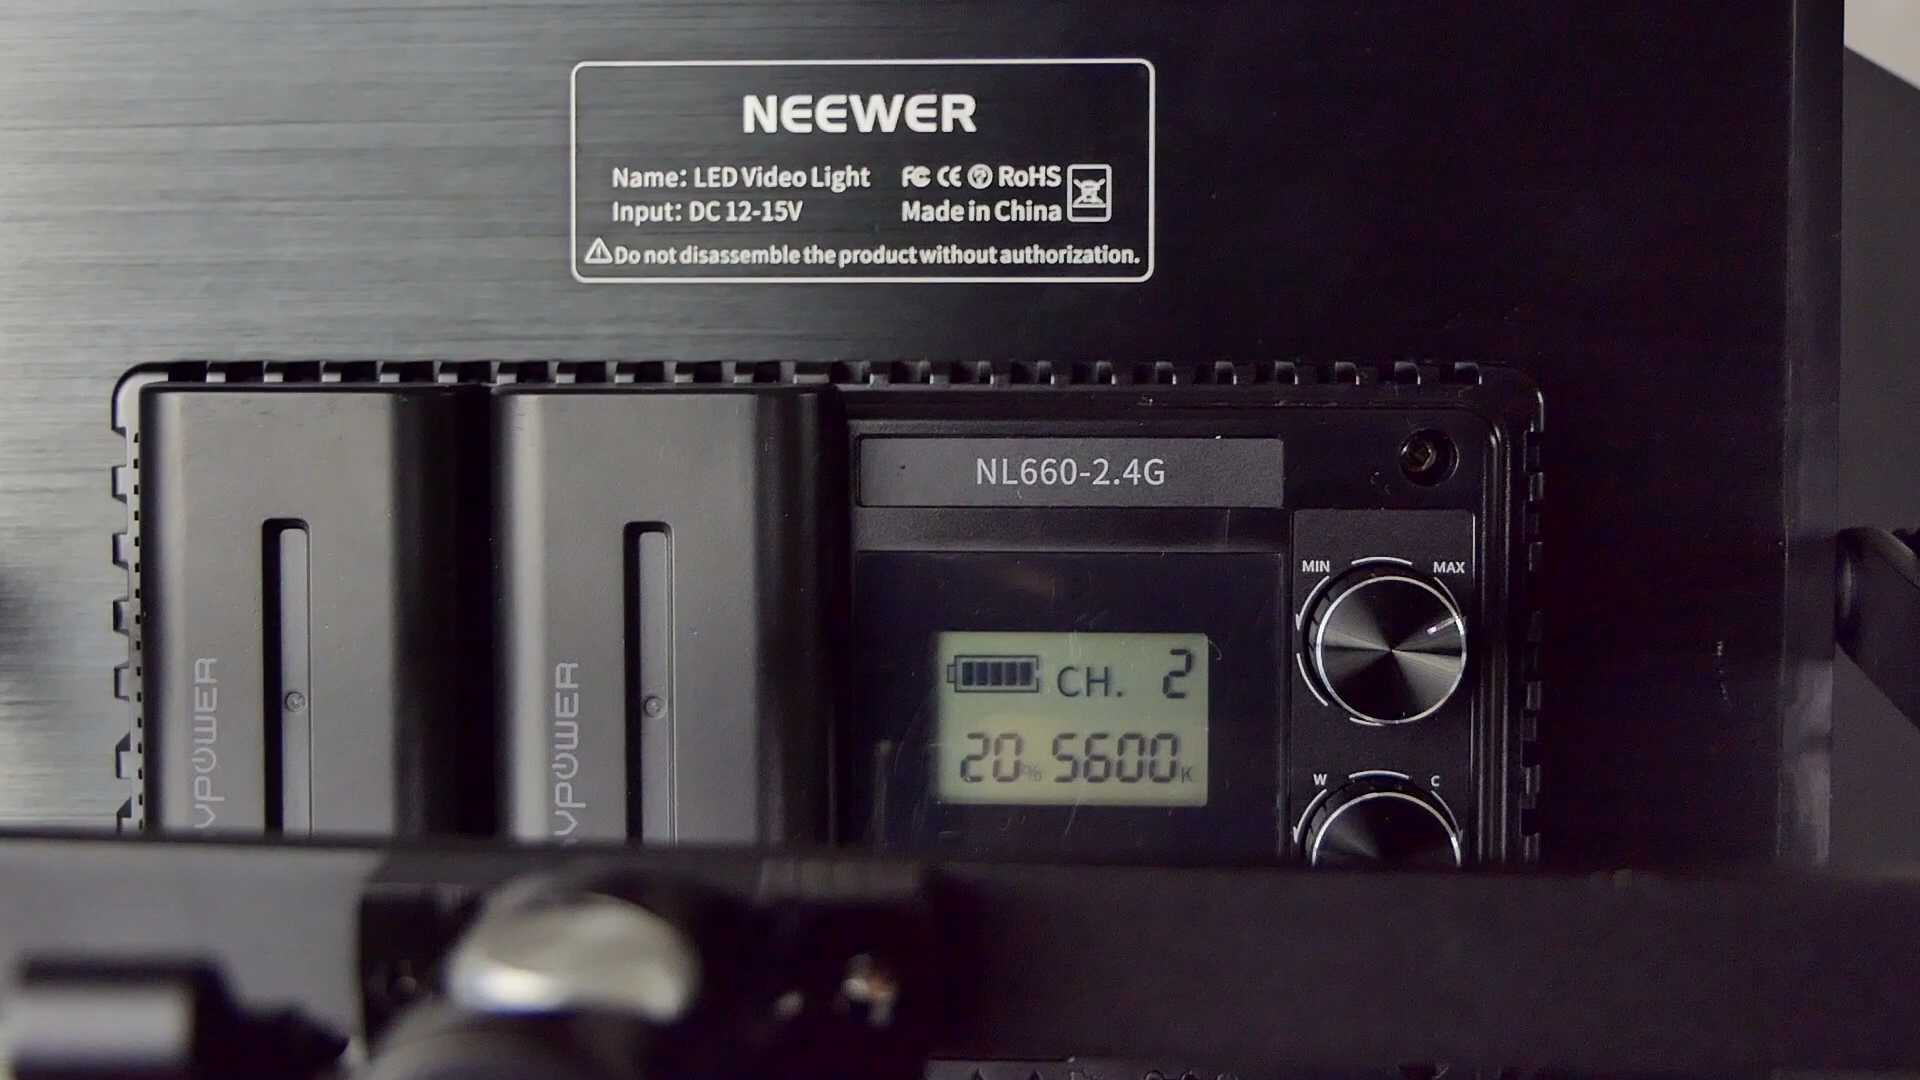 NEEWER
Name: LED Video Light
Input: DC 12-15V
FC CE RoHS
Made in China
Do not disassemble the product without authorization.
NL660-2.4G
MIN MAX
CH. 2
20% 5600K
W C
VPOWER
VPOWER